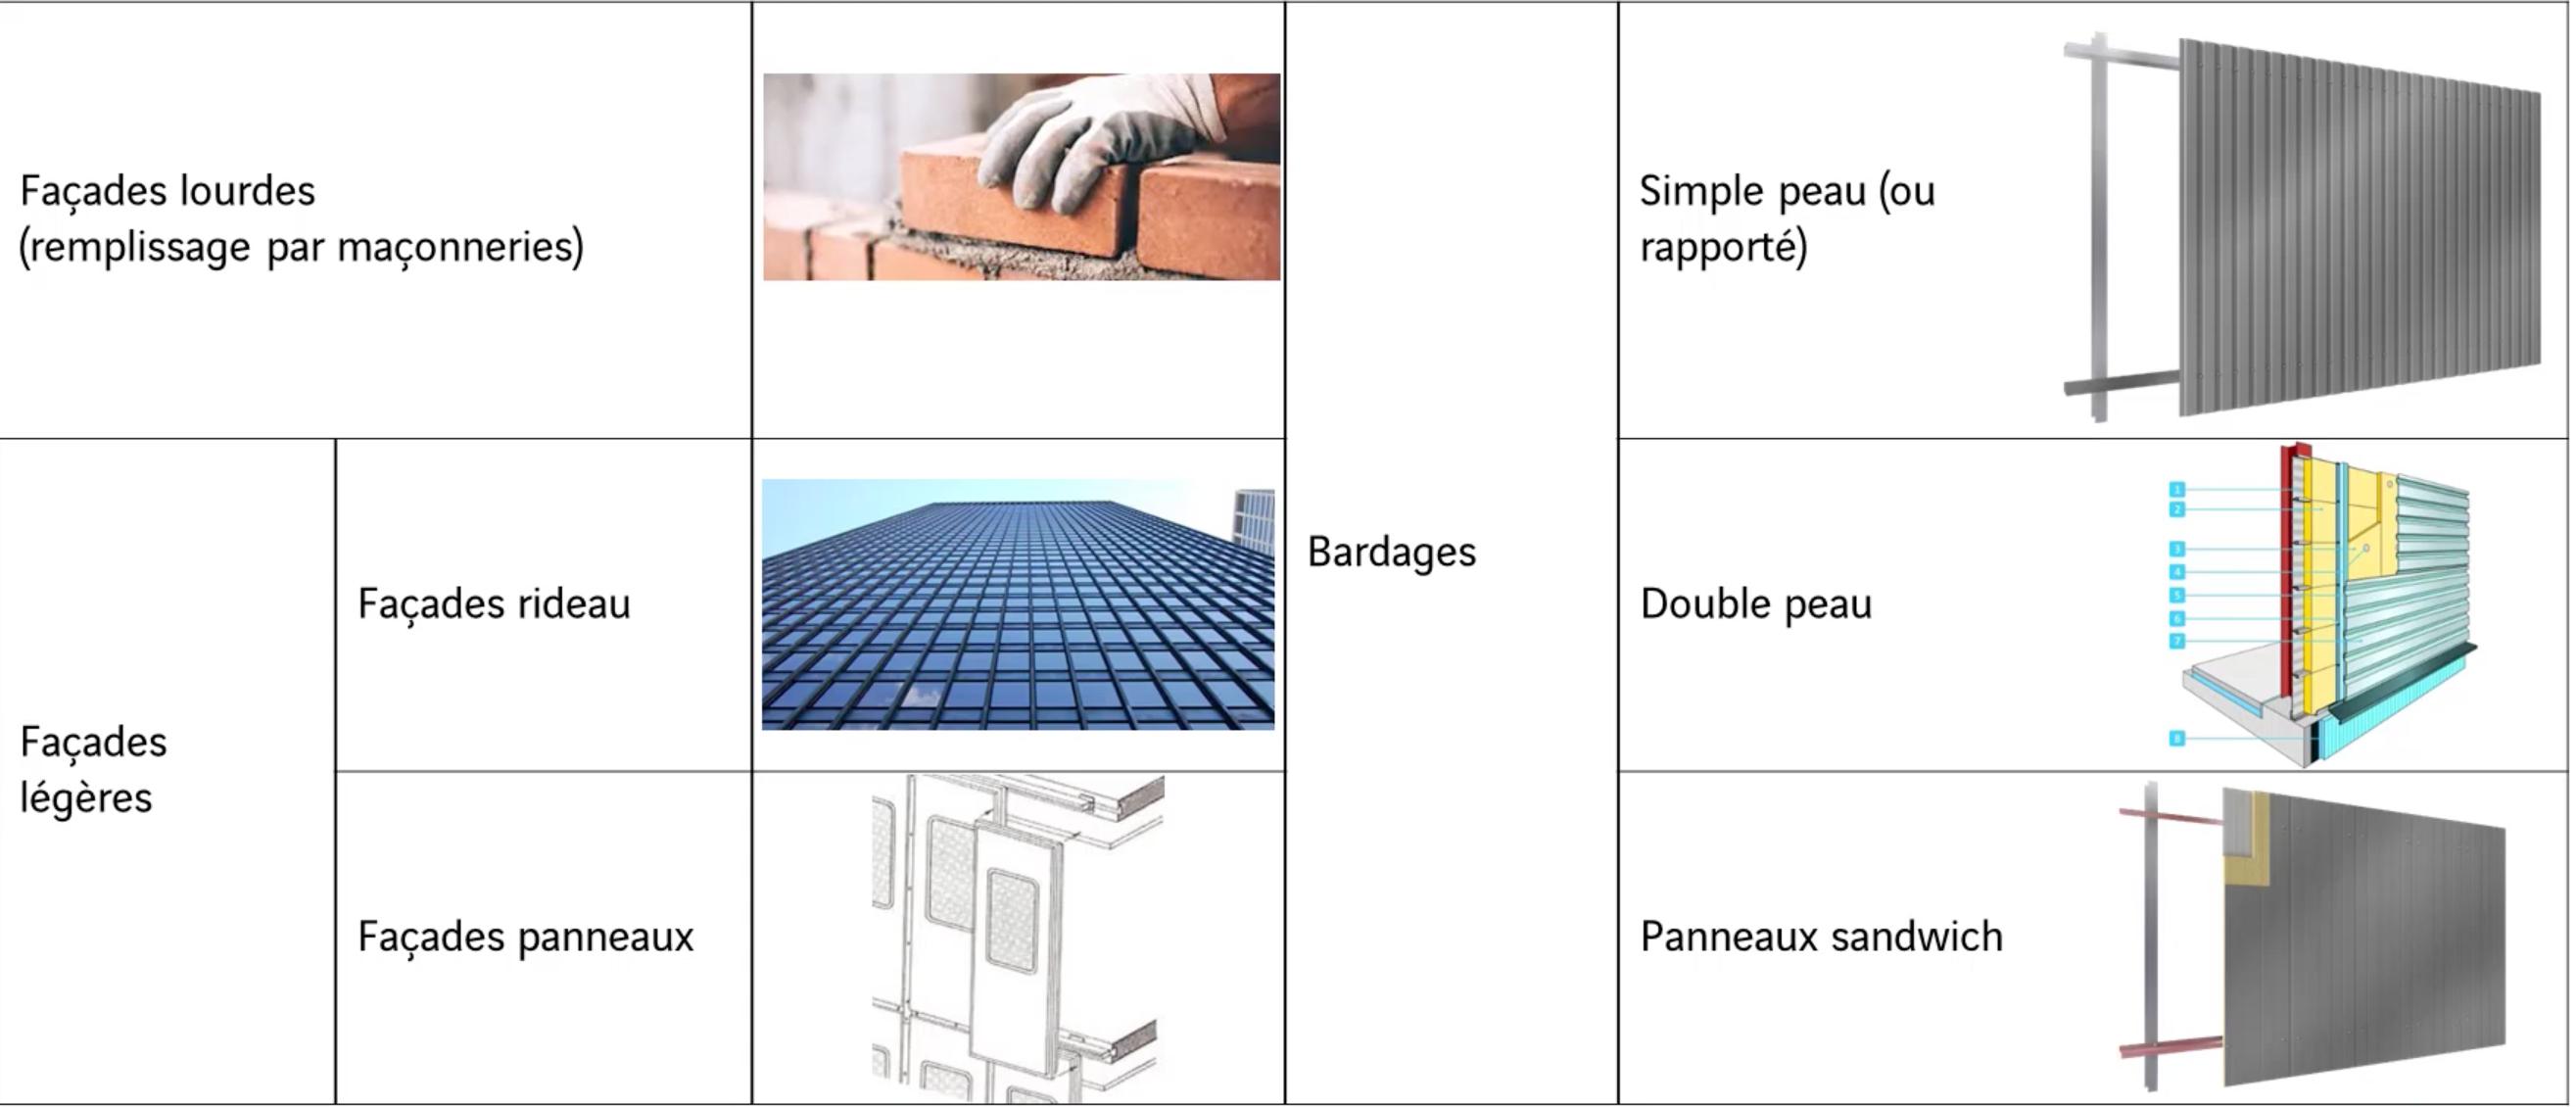 Façades lourdes
(remplissage par maçonneries)
Simple peau (ou
rapporté)
Façades
légères
Façades rideau
Bardages
Double peau
1
2
3
4
5
6
7
8
Façades panneaux
Panneaux sandwich